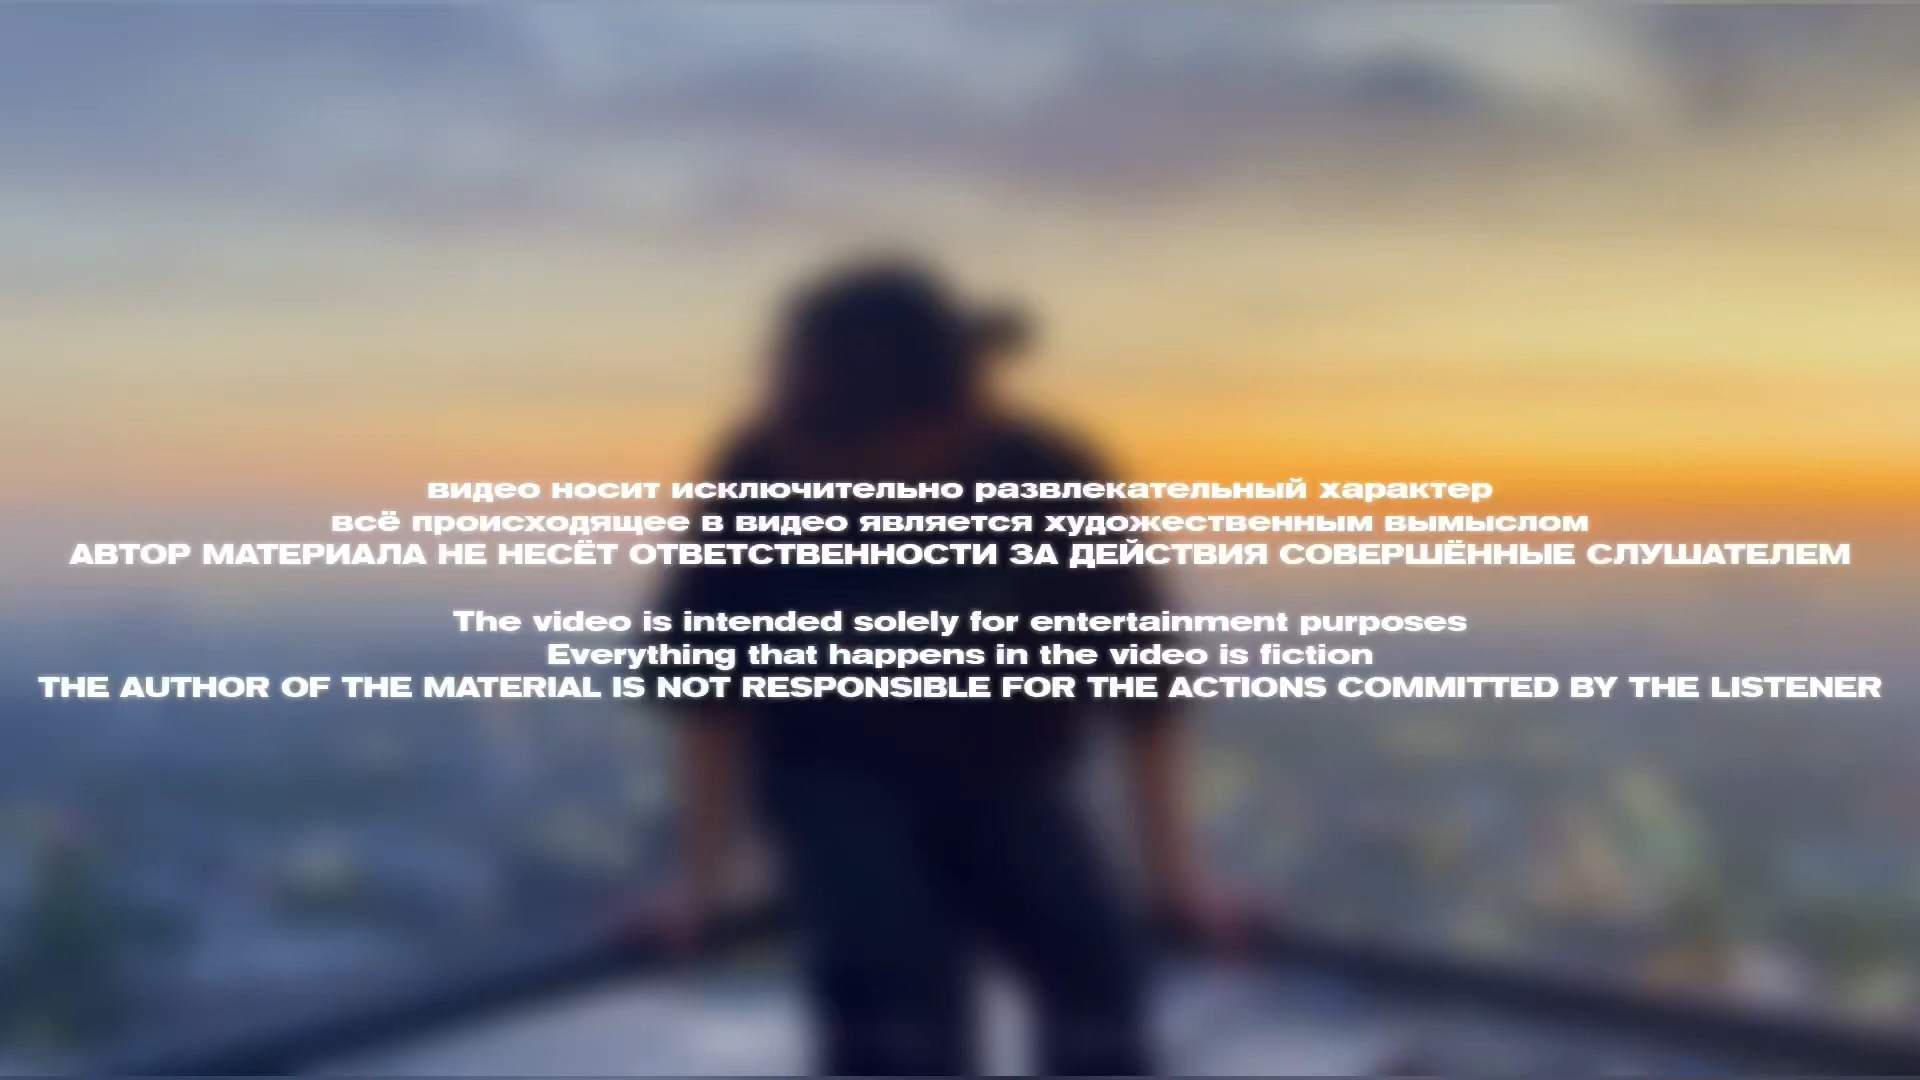 видео носит исключительно развлекательный характер
всё происходящее в видео является художественным вымыслом
АВТОР МАТЕРИАЛА НЕ НЕСЁТ ОТВЕТСТВЕННОСТИ ЗА ДЕЙСТВИЯ СОВЕРШЁННЫЕ СЛУШАТЕЛЕМ
The video is intended solely for entertainment purposes
Everything that happens in the video is fiction
THE AUTHOR OF THE MATERIAL IS NOT RESPONSIBLE FOR THE ACTIONS COMMITTED BY THE LISTENER